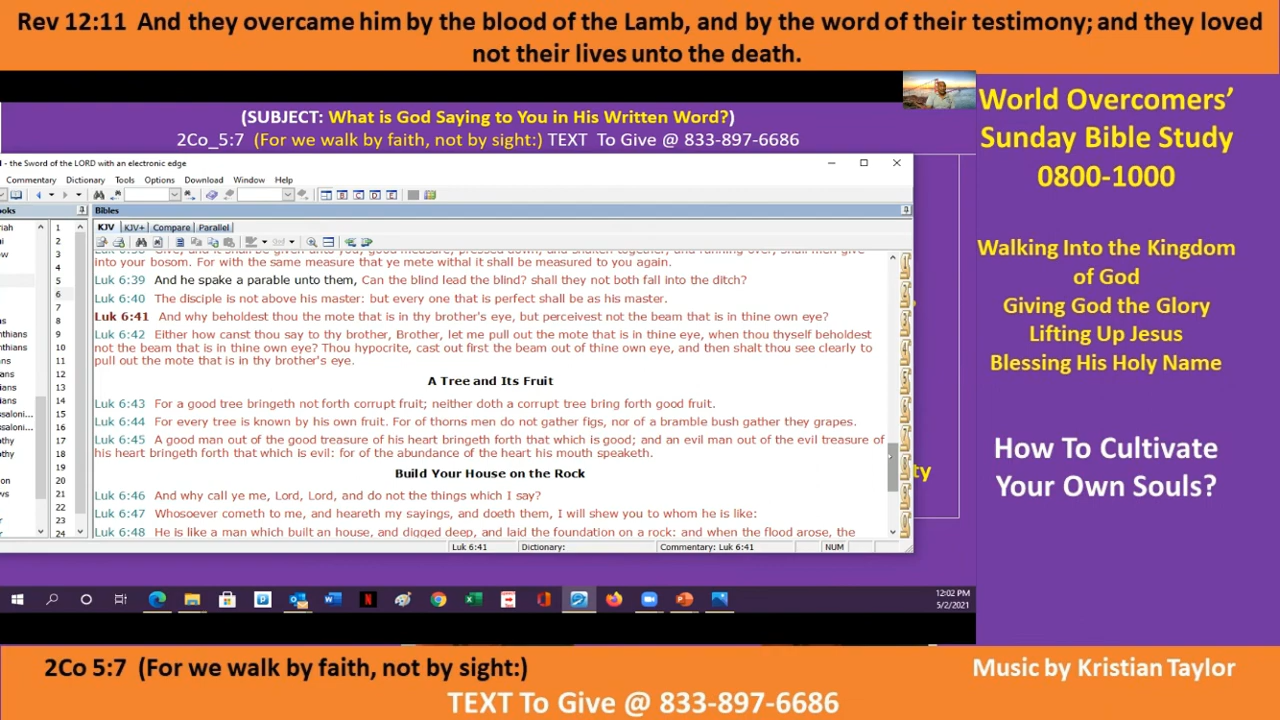 Rev 12:11 And they overcame him by the blood of the Lamb, and by the word of their testimony; and they loved
not their lives unto the death.
(SUBJECT: What is God Saying to You in His Written Word?)
2Co_5:7 (For we walk by faith, not by sight:) TEXT To Give @ 833-897-6686
- the Sword of the LORD with an electronic edge
Commentary Dictionary Tools Options Download Window Help
Bibles
KJV KJV+ Compare Parallel
into your bosom. For with the same measure that ye mete withal it shall be measured to you again.
Luk 6:39 And he spake a parable unto them, Can the blind lead the blind? shall they not both fall into the ditch?
Luk 6:40 The disciple is not above his master: but every one that is perfect shall be as his master.
Luk 6:41 And why beholdest thou the mote that is in thy brother's eye, but perceivest not the beam that is in thine own eye?
Luk 6:42 Either how canst thou say to thy brother, Brother, let me pull out the mote that is in thine eye, when thou thyself beholdest
not the beam that is in thine own eye? Thou hypocrite, cast out first the beam out of thine own eye, and then shalt thou see clearly to
pull out the mote that is in thy brother's eye.
A Tree and Its Fruit
Luk 6:43 For a good tree bringeth not forth corrupt fruit; neither doth a corrupt tree bring forth good fruit.
Luk 6:44 For every tree is known by his own fruit. For of thorns men do not gather figs, nor of a bramble bush gather they grapes.
Luk 6:45 A good man out of the good treasure of his heart bringeth forth that which is good; and an evil man out of the evil treasure of
his heart bringeth forth that which is evil: for of the abundance of the heart his mouth speaketh.
Build Your House on the Rock
Luk 6:46 And why call ye me, Lord, Lord, and do not the things which I say?
Luk 6:47 Whosoever cometh to me, and heareth my sayings, and doeth them, I will shew you to whom he is like:
Luk 6:48 He is like a man which built an house, and digged deep, and laid the foundation on a rock: and when the flood arose, the
1
2
3
4
5
6
7
8
9
10
11
12
13
14
15
16
17
18
19
20
21
22
23
24
Luk 6:41 Dictionary: Commentary: Luk 6:41 NUM
12:02 PM
5/2/2021
World Overcomers'
Sunday Bible Study
0800-1000
Walking Into the Kingdom
of God
Giving God the Glory
Lifting Up Jesus
Blessing His Holy Name
How To Cultivate
Your Own Souls?
2Co 5:7 (For we walk by faith, not by sight:)
Music by Kristian Taylor
TEXT To Give @ 833-897-6686